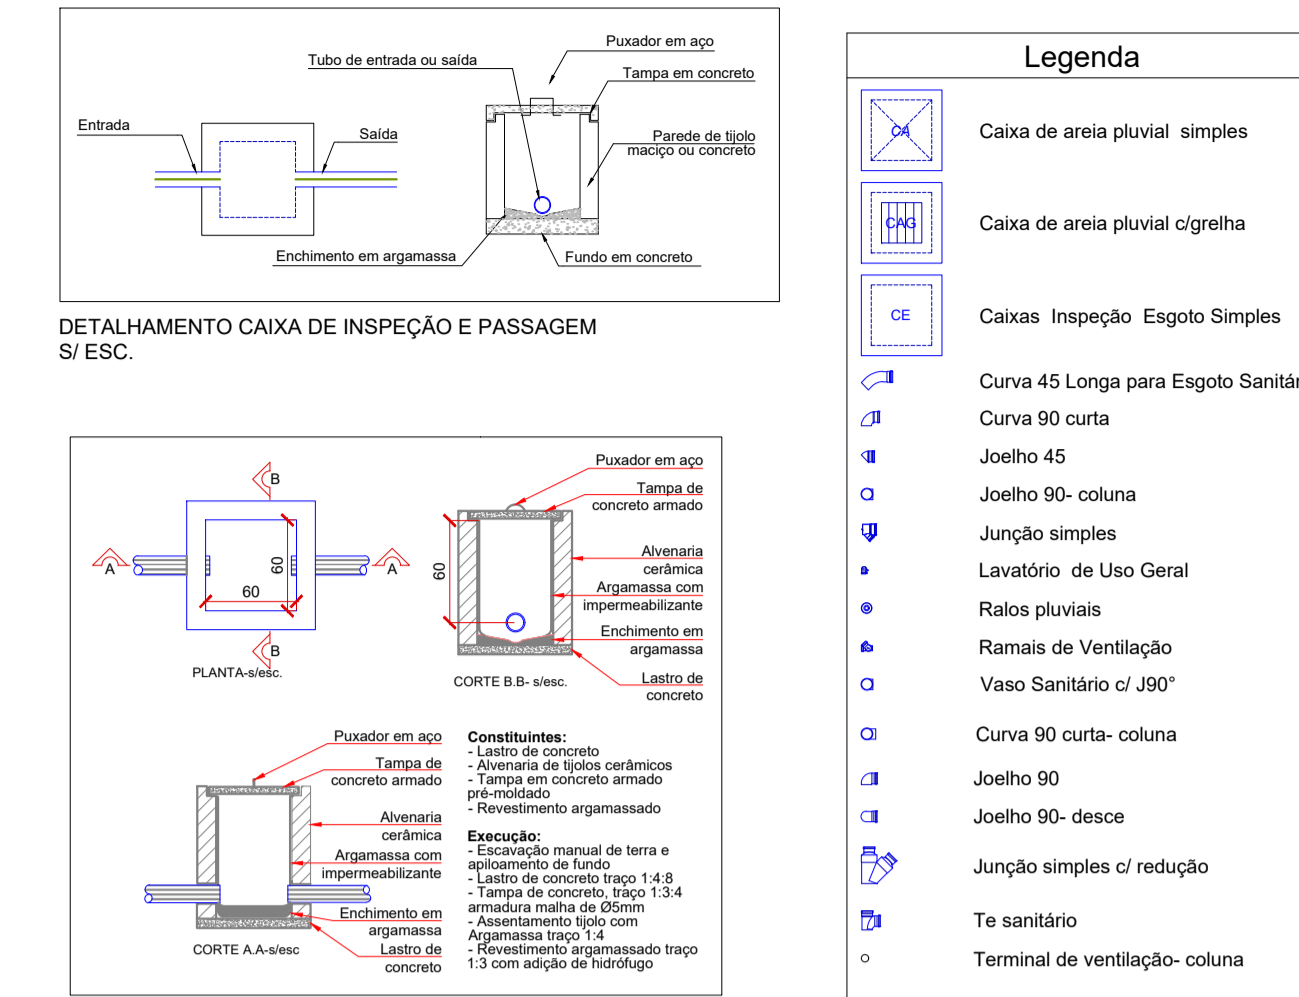 Puxador em aço
Tubo de entrada ou saída
Tampa em concreto
Entrada
Saída
Parede de tijolo
maciço ou concreto
Enchimento em argamassa
Fundo em concreto
DETALHAMENTO CAIXA DE INSPEÇÃO E PASSAGEM
S/ ESC.
B
A
A
60
60
B
PLANTA-s/esc.
Puxador em aço
Tampa de
concreto armado
60
Alvenaria
cerâmica
Argamassa com
impermeabilizante
Enchimento em
argamassa
Lastro de
concreto
CORTE B.B- s/esc.
Puxador em aço
Tampa de
concreto armado
Alvenaria
cerâmica
Argamassa com
impermeabilizante
Enchimento em
argamassa
Lastro de
concreto
CORTE A.A-s/esc
Constituintes:
- Lastro de concreto
- Alvenaria de tijolos cerâmicos
- Tampa em concreto armado
pré-moldado
- Revestimento argamassado
Execução:
- Escavação manual de terra e
apiloamento de fundo
- Lastro de concreto traço 1:4:8
- Tampa de concreto, traço 1:3:4
armadura malha de Ø5mm
- Assentamento tijolo com
Argamassa traço 1:4
- Revestimento argamassado traço
1:3 com adição de hidrófugo
Legenda
CA
Caixa de areia pluvial simples
CAG
Caixa de areia pluvial c/grelha
CE
Caixas Inspeção Esgoto Simples
Curva 45 Longa para Esgoto Sanitár
Curva 90 curta
Joelho 45
Joelho 90- coluna
Junção simples
Lavatório de Uso Geral
Ralos pluviais
Ramais de Ventilação
Vaso Sanitário c/ J90°
Curva 90 curta- coluna
Joelho 90
Joelho 90- desce
Junção simples c/ redução
Te sanitário
Terminal de ventilação- coluna